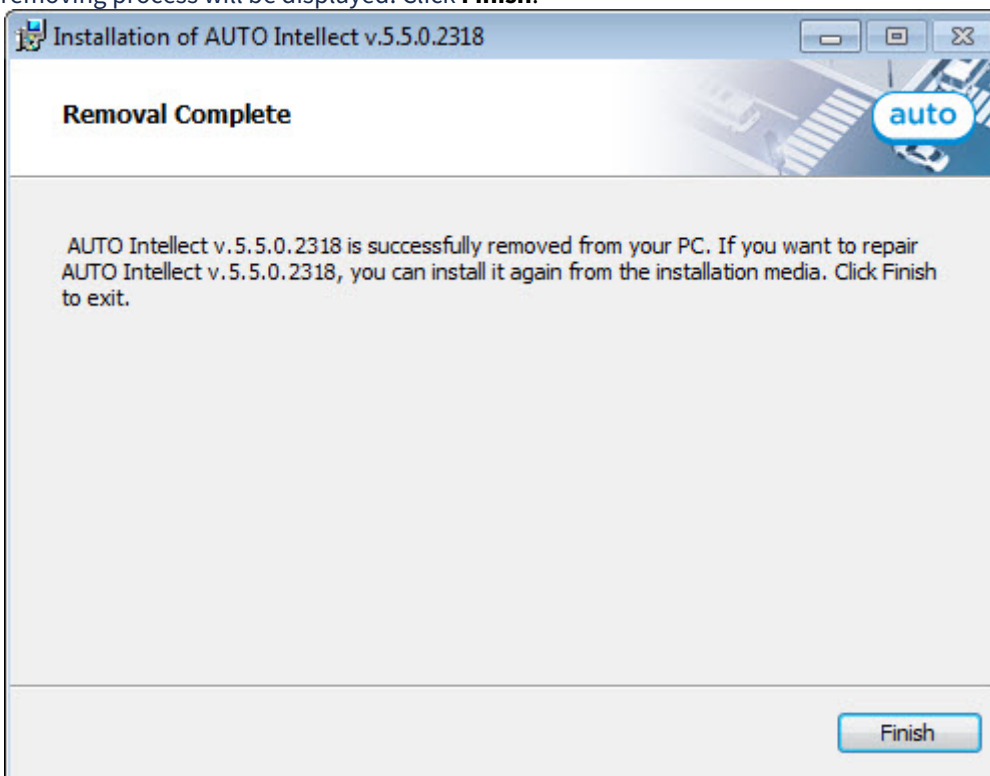 removing process will be displayed. Click Finish.
Installation of AUTO Intellect v.5.5.0.2318
Removal Complete
auto
AUTO Intellect v.5.5.0.2318 is successfully removed from your PC. If you want to repair
AUTO Intellect v.5.5.0.2318, you can install it again from the installation media. Click Finish
to exit.
Finish